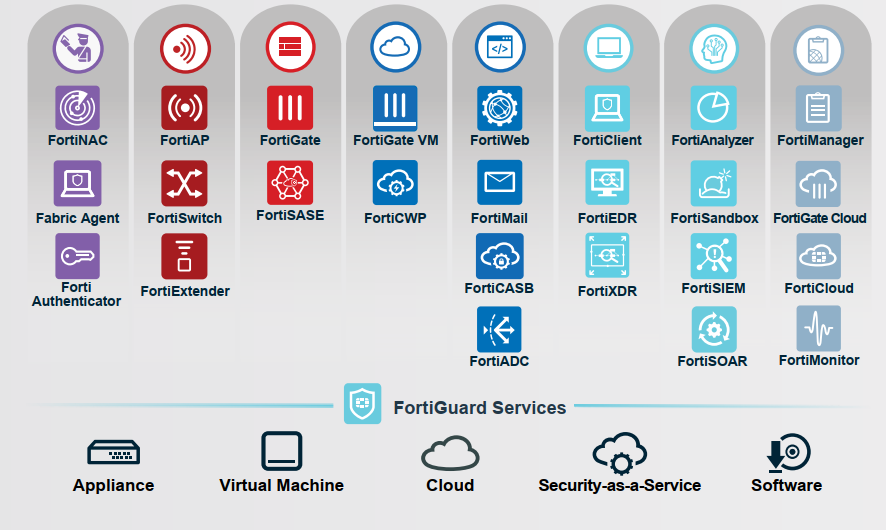 FortiNAC
FortiAP
FortiGate
FortiGate VM
FortiWeb
FortiClient
FortiAnalyzer
FortiManager
Fabric Agent
FortiSwitch
FortiSASE
FortiCWP
FortiMail
FortiEDR
FortiSandbox
FortiGate Cloud
Forti
Authenticator
FortiExtender
FortiCASB
FortiXDR
FortiSIEM
FortiCloud
FortiADC
FortiSOAR
FortiMonitor
FortiGuard Services
Appliance
Virtual Machine
Cloud
Security-as-a-Service
Software